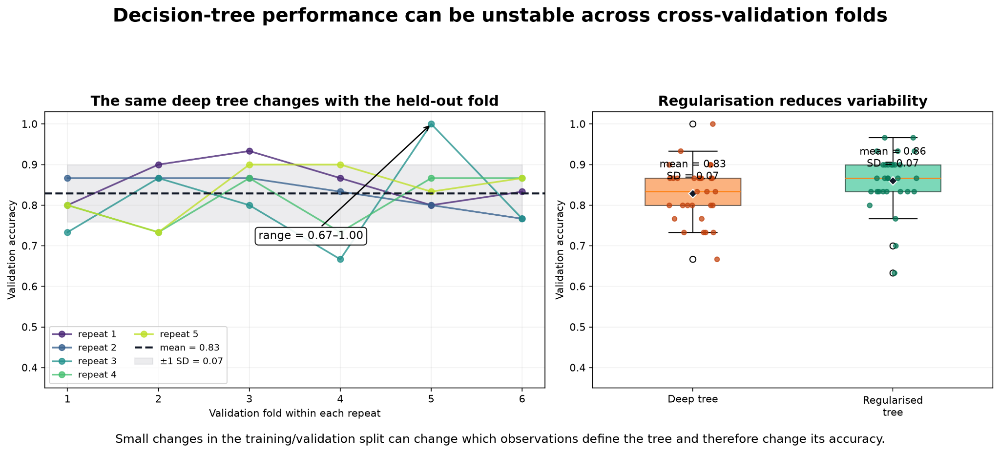 Decision-tree performance can be unstable across cross-validation folds
The same deep tree changes with the held-out fold
Validation accuracy
1.0
0.9
0.8
0.7
0.6
0.5
0.4
range = 0.67–1.00
repeat 1
repeat 2
repeat 3
repeat 4
repeat 5
mean = 0.83
±1 SD = 0.07
1 2 3 4 5 6
Validation fold within each repeat
Regularisation reduces variability
Validation accuracy
1.0
0.9
0.8
0.7
0.6
0.5
0.4
mean = 0.83
SD = 0.07
mean = 0.86
SD = 0.07
Deep tree
Regularised
tree
Small changes in the training/validation split can change which observations define the tree and therefore change its accuracy.